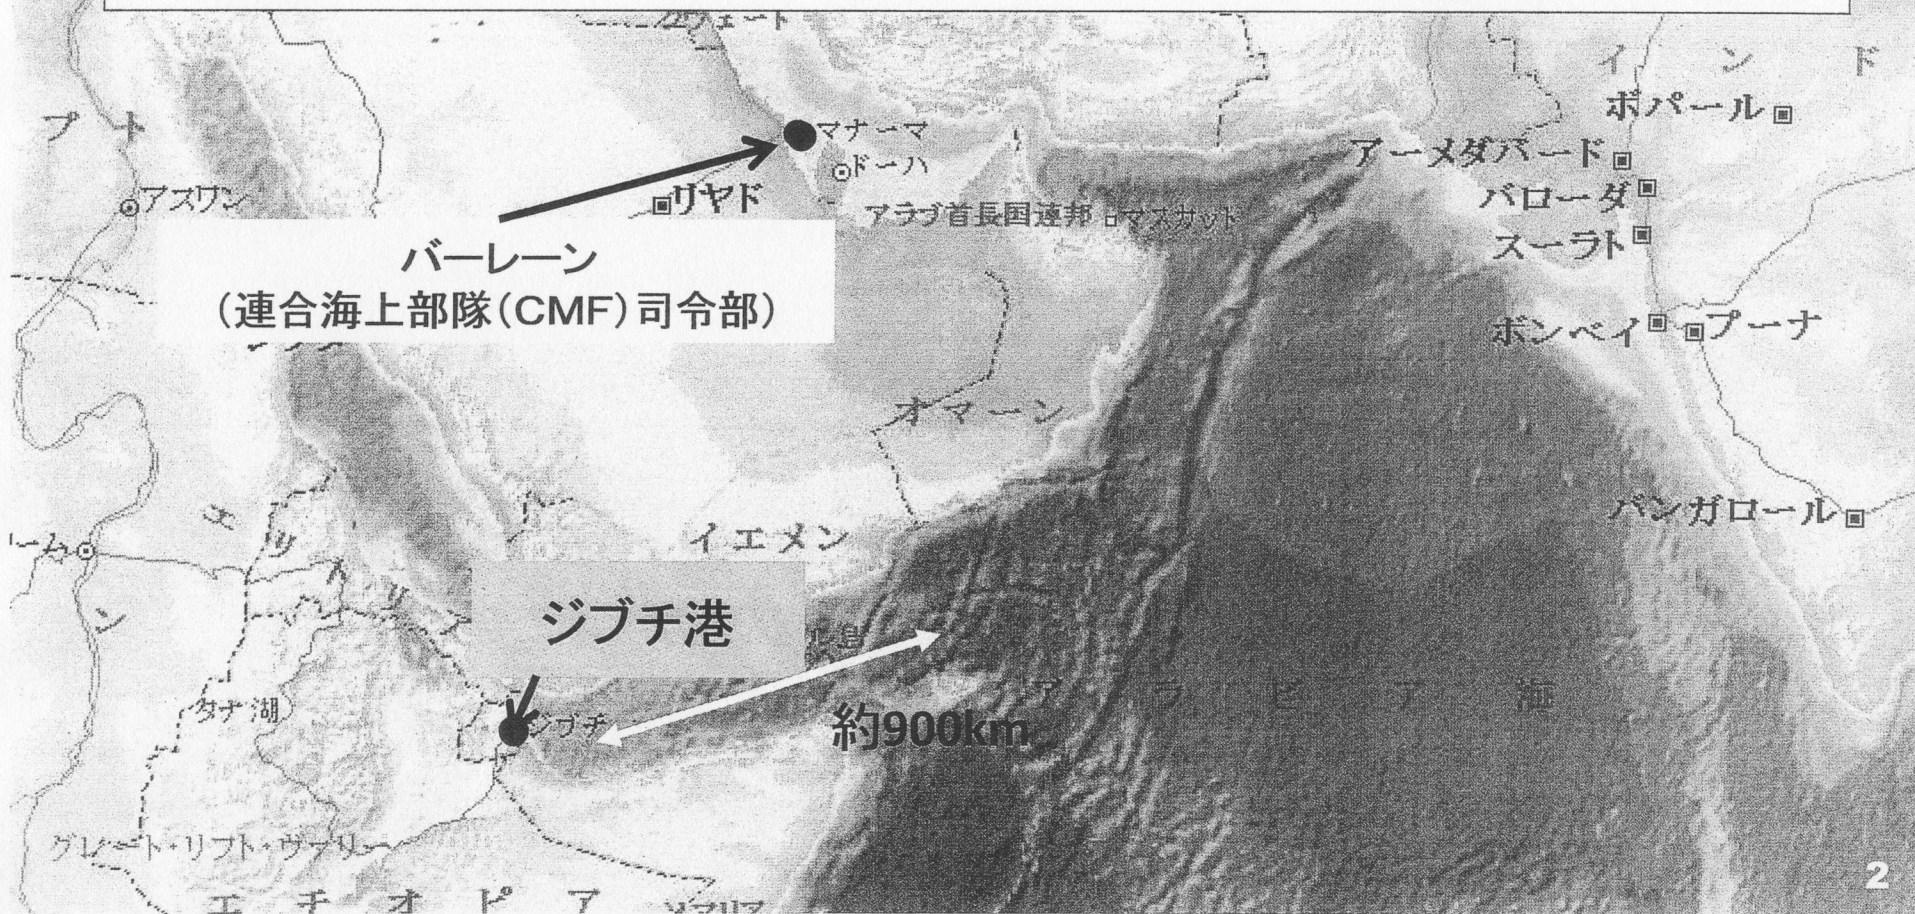 イ ン ド
ボパール
プ ト
マナーマ
ドーハ
アーメダバード
アスワン
リヤド
バローダ
アラブ首長国連邦
マスカット
スーラト
バーレーン
(連合海上部隊(CMF)司令部)
ボンベイ
プーナ
オマーン
バンガロール
イエメン
ジブチ港
ア ラ ビ ア 海
タナ湖
ジブチ
約900km
グレート・リフト・ヴァリー
エ チ オ ピ ア
ソマリア
2